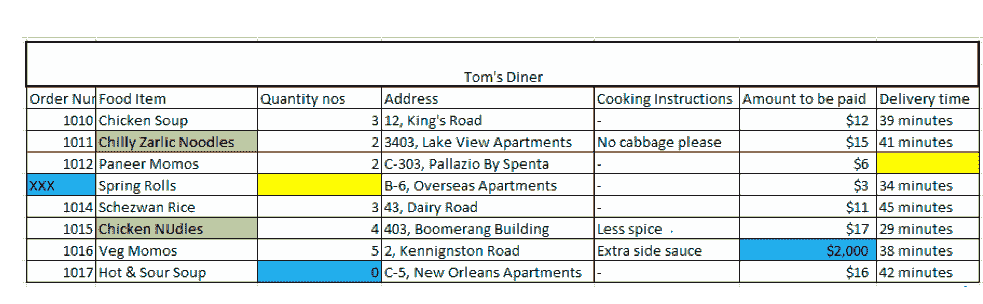 Tom's Diner
Order Nur Food Item Quantity nos Address Cooking Instructions Amount to be paid Delivery time
1010 Chicken Soup 3 12, King's Road - $12 39 minutes
1011 Chilly Zarlic Noodles 2 3403, Lake View Apartments No cabbage please $15 41 minutes
1012 Paneer Momos 2 C-303, Pallazio By Spenta - $6
XXX Spring Rolls B-6, Overseas Apartments - $3 34 minutes
1014 Schezwan Rice 3 43, Dairy Road - $11 45 minutes
1015 Chicken NUdles 4 403, Boomerang Building Less spice . $17 29 minutes
1016 Veg Momos 5 2, Kennignston Road Extra side sauce $2,000 38 minutes
1017 Hot & Sour Soup 0 C-5, New Orleans Apartments - $16 42 minutes